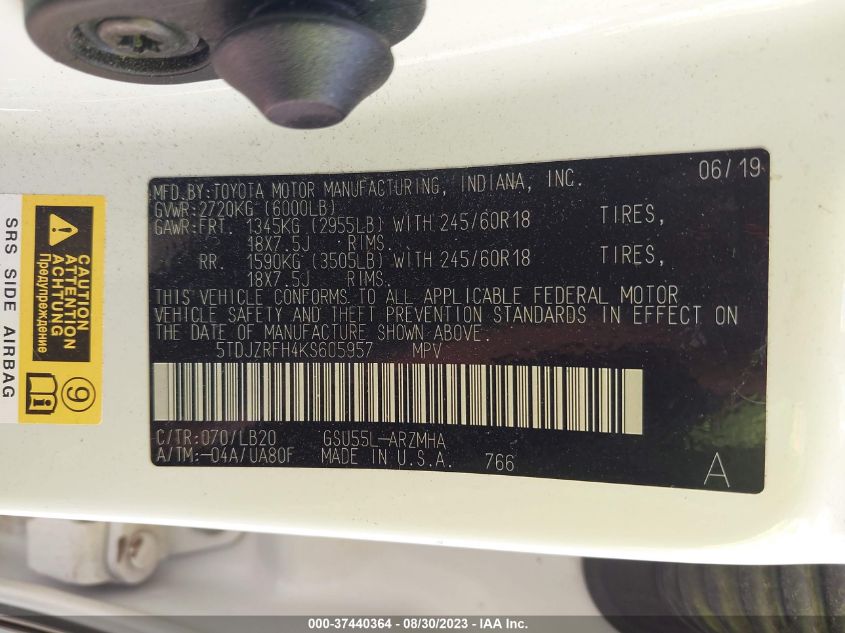 MFD.BY:TOYOTA MOTOR MANUFACTURING, INDIANA, INC. 06/19
GVWR:2720KG (6000LB)
GAWR:FRT. 1345KG (2955LB) WITH 245/60R18 TIRES,
18X7.5J RIMS.
RR. 1590KG (3505LB) WITH 245/60R18 TIRES,
18X7.5J RIMS.
THIS VEHICLE CONFORMS TO ALL APPLICABLE FEDERAL MOTOR
VEHICLE SAFETY AND THEFT PREVENTION STANDARDS IN EFFECT ON
THE DATE OF MANUFACTURE SHOWN ABOVE.
5TDJZRFH4KS605957 MPV
C/TR:070/LB20 GSU55L-ARZMHA
A/TM:-04A/UA80F MADE IN U.S.A. 766 A
SRS SIDE AIRBAG
CAUTION
ATTENTION
ACHTUNG
Предупреждение
9
000-37440364 - 08/30/2023 - IAA Inc.